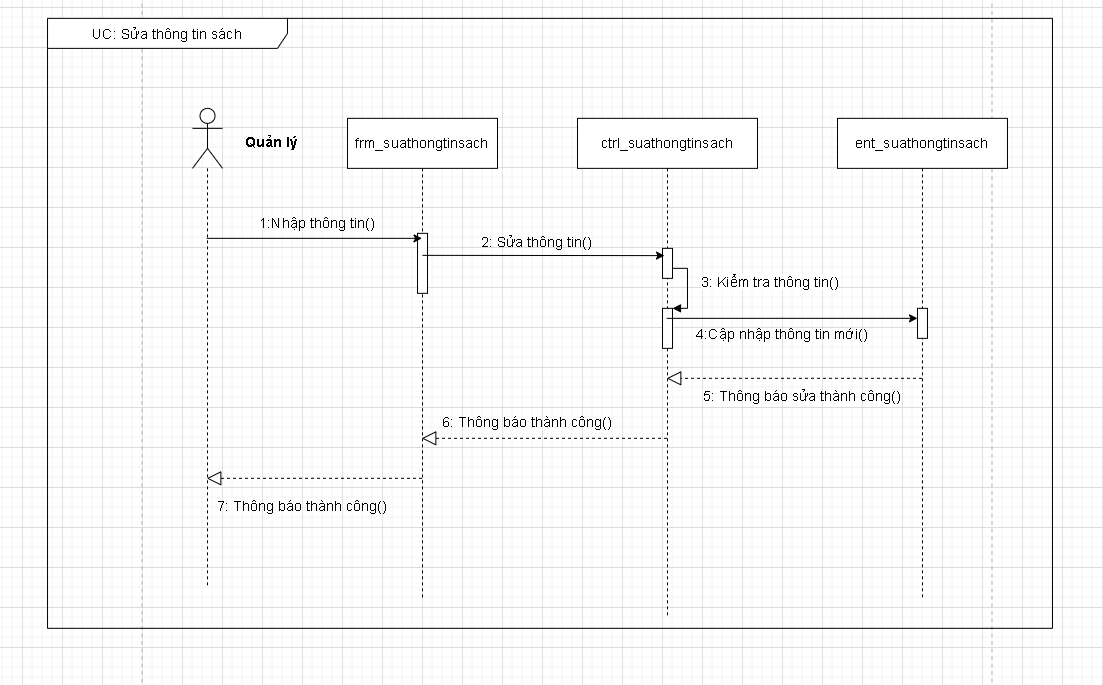 UC: Sửa thông tin sách
Quản lý
frm_suathongtinsach
ctrl_suathongtinsach
ent_suathongtinsach
1:Nhập thông tin()
2: Sửa thông tin()
3: Kiểm tra thông tin()
4:Cập nhập thông tin mới()
5: Thông báo sửa thành công()
6: Thông báo thành công()
7: Thông báo thành công()